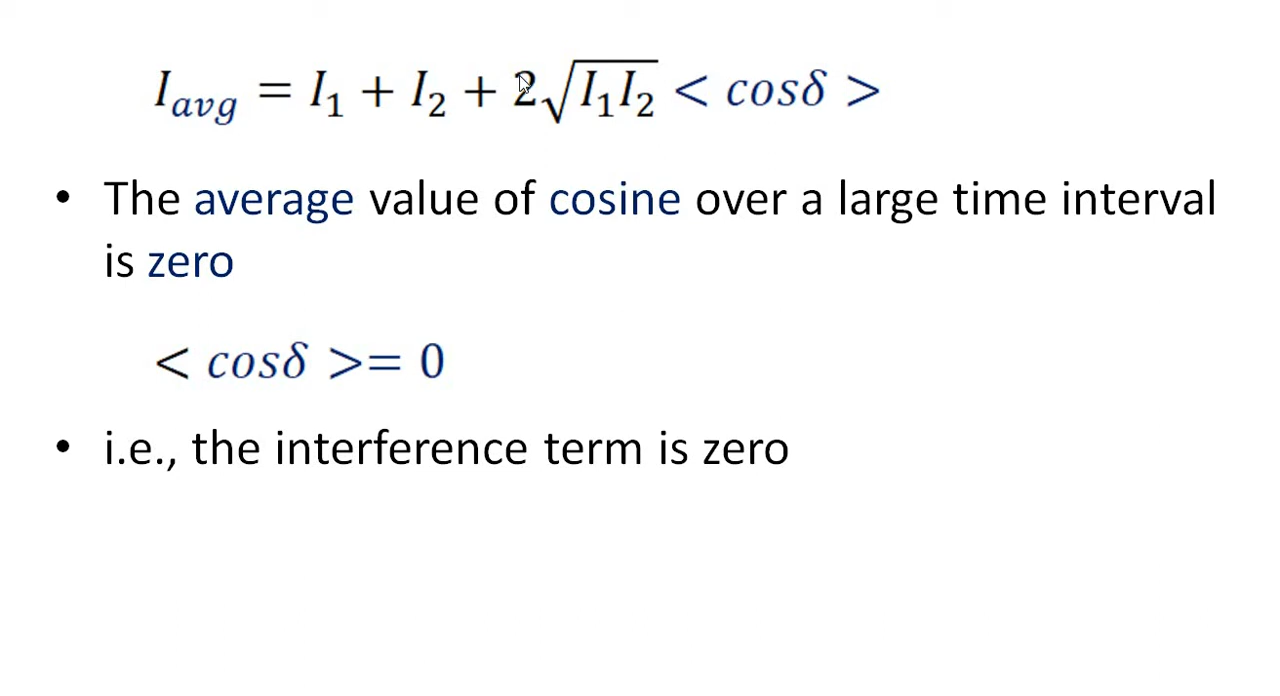 I_avg = I₁ + I₂ + 2√(I₁I₂) < cosδ >
• The average value of cosine over a large time interval
is zero
< cosδ >= 0
• i.e., the interference term is zero